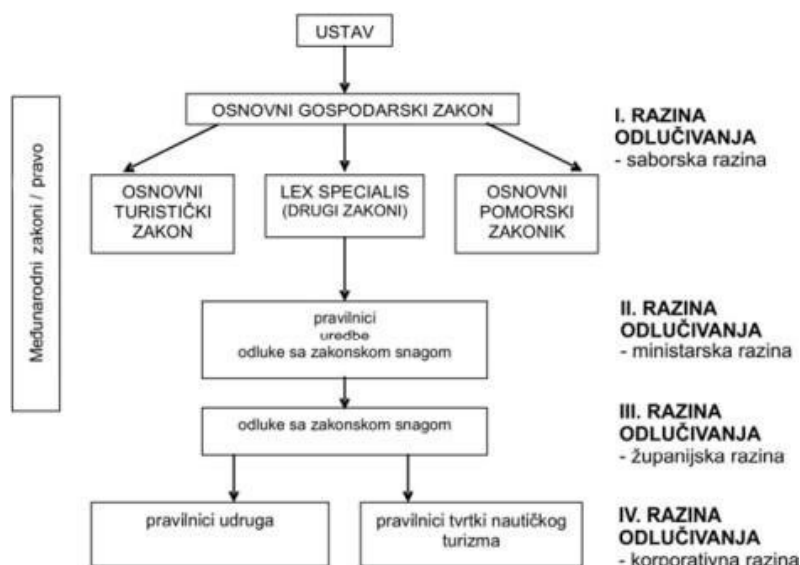 USTAV
OSNOVNI GOSPODARSKI ZAKON
I. RAZINA
ODLUČIVANJA
- saborska razina
Međunarodni zakoni / pravo
OSNOVNI
TURISTIČKI
ZAKON
LEX SPECIALIS
(DRUGI ZAKONI)
OSNOVNI
POMORSKI
ZAKONIK
pravilnici
uredbe
odluke sa zakonskom snagom
II. RAZINA
ODLUČIVANJA
- ministarska razina
odluke sa zakonskom snagom
III. RAZINA
ODLUČIVANJA
- županijska razina
pravilnici udruga
pravilnici tvrtki nautičkog
turizma
IV. RAZINA
ODLUČIVANJA
- korporativna razina